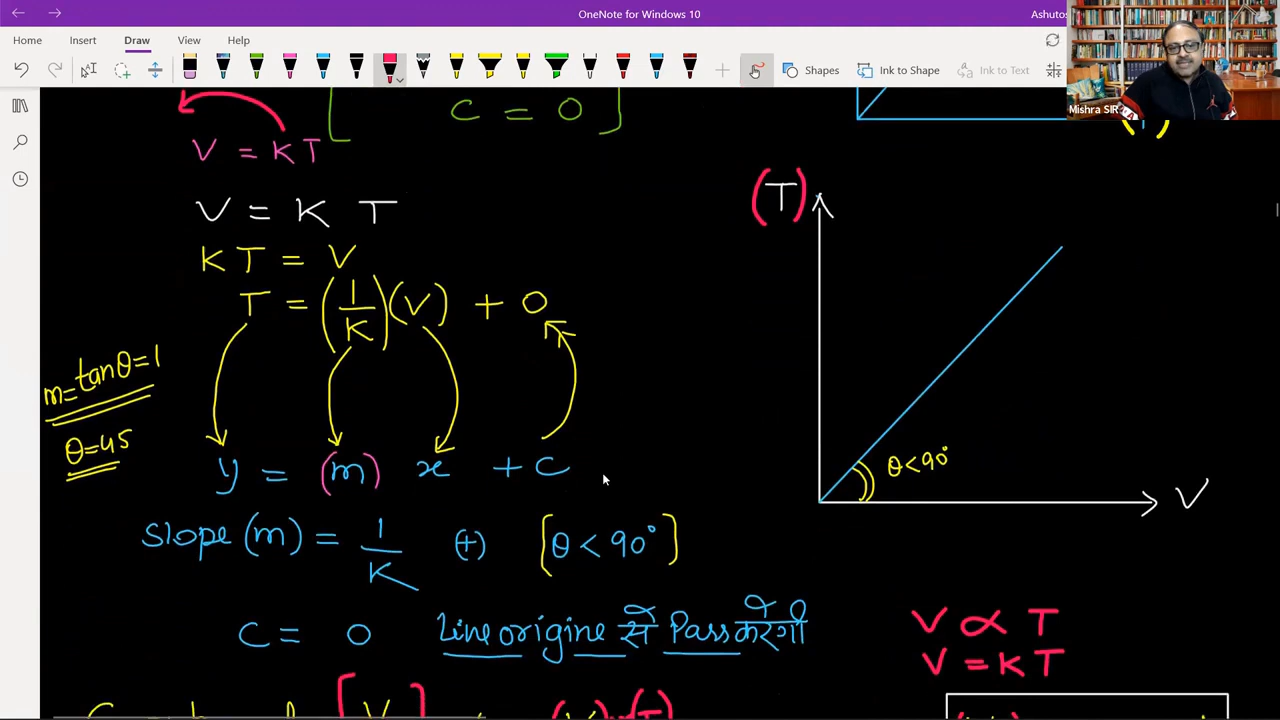 OneNote for Windows 10
Ashutos
Home Insert Draw View Help
Shapes Ink to Shape Ink to Text
Mishra SIR
C = 0
V = KT
V = K T
KT = V
T = (1/K)(V) + 0
m=tanθ=1
θ=45
y = (m) x + C
Slope (m) = 1/K (+) [θ < 90°]
C = 0 Line origine से Pass करेगी
(T)
θ<90°
V
V ∝ T
V = KT